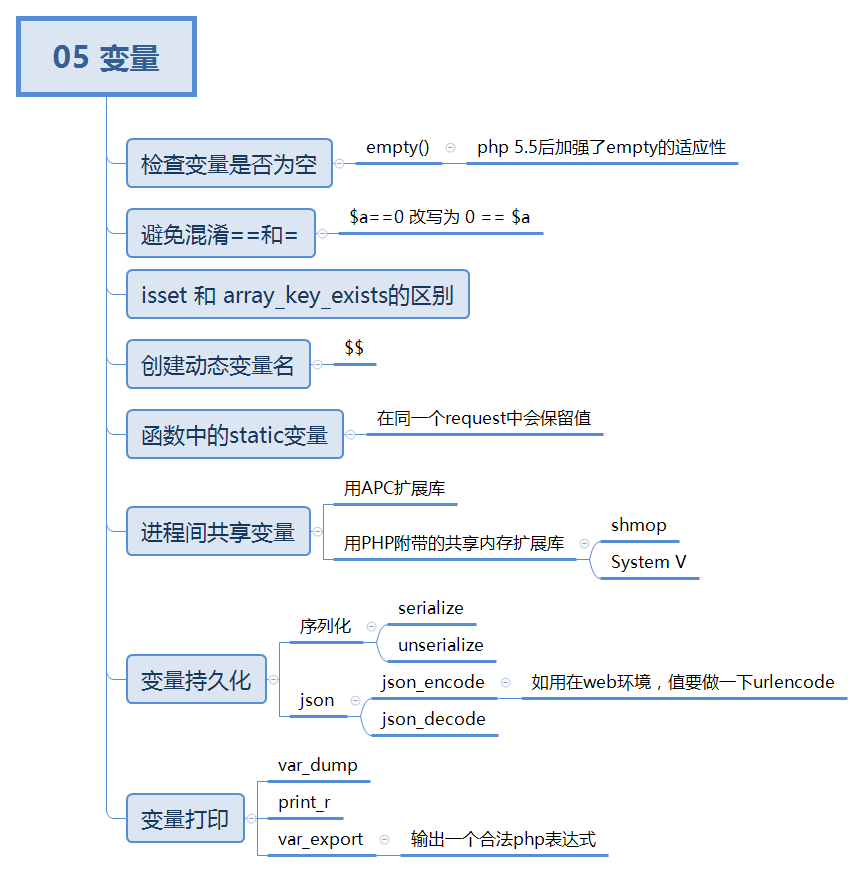 05 变量
检查变量是否为空
empty()
php 5.5后加强了empty的适应性
避免混淆==和=
$a==0 改写为 0 == $a
isset 和 array_key_exists的区别
创建动态变量名
$$
函数中的static变量
在同一个request中会保留值
进程间共享变量
用APC扩展库
用PHP附带的共享内存扩展库
shmop
System V
变量持久化
序列化
serialize
unserialize
json
json_encode
如用在web环境，值要做一下urlencode
json_decode
变量打印
var_dump
print_r
var_export
输出一个合法php表达式